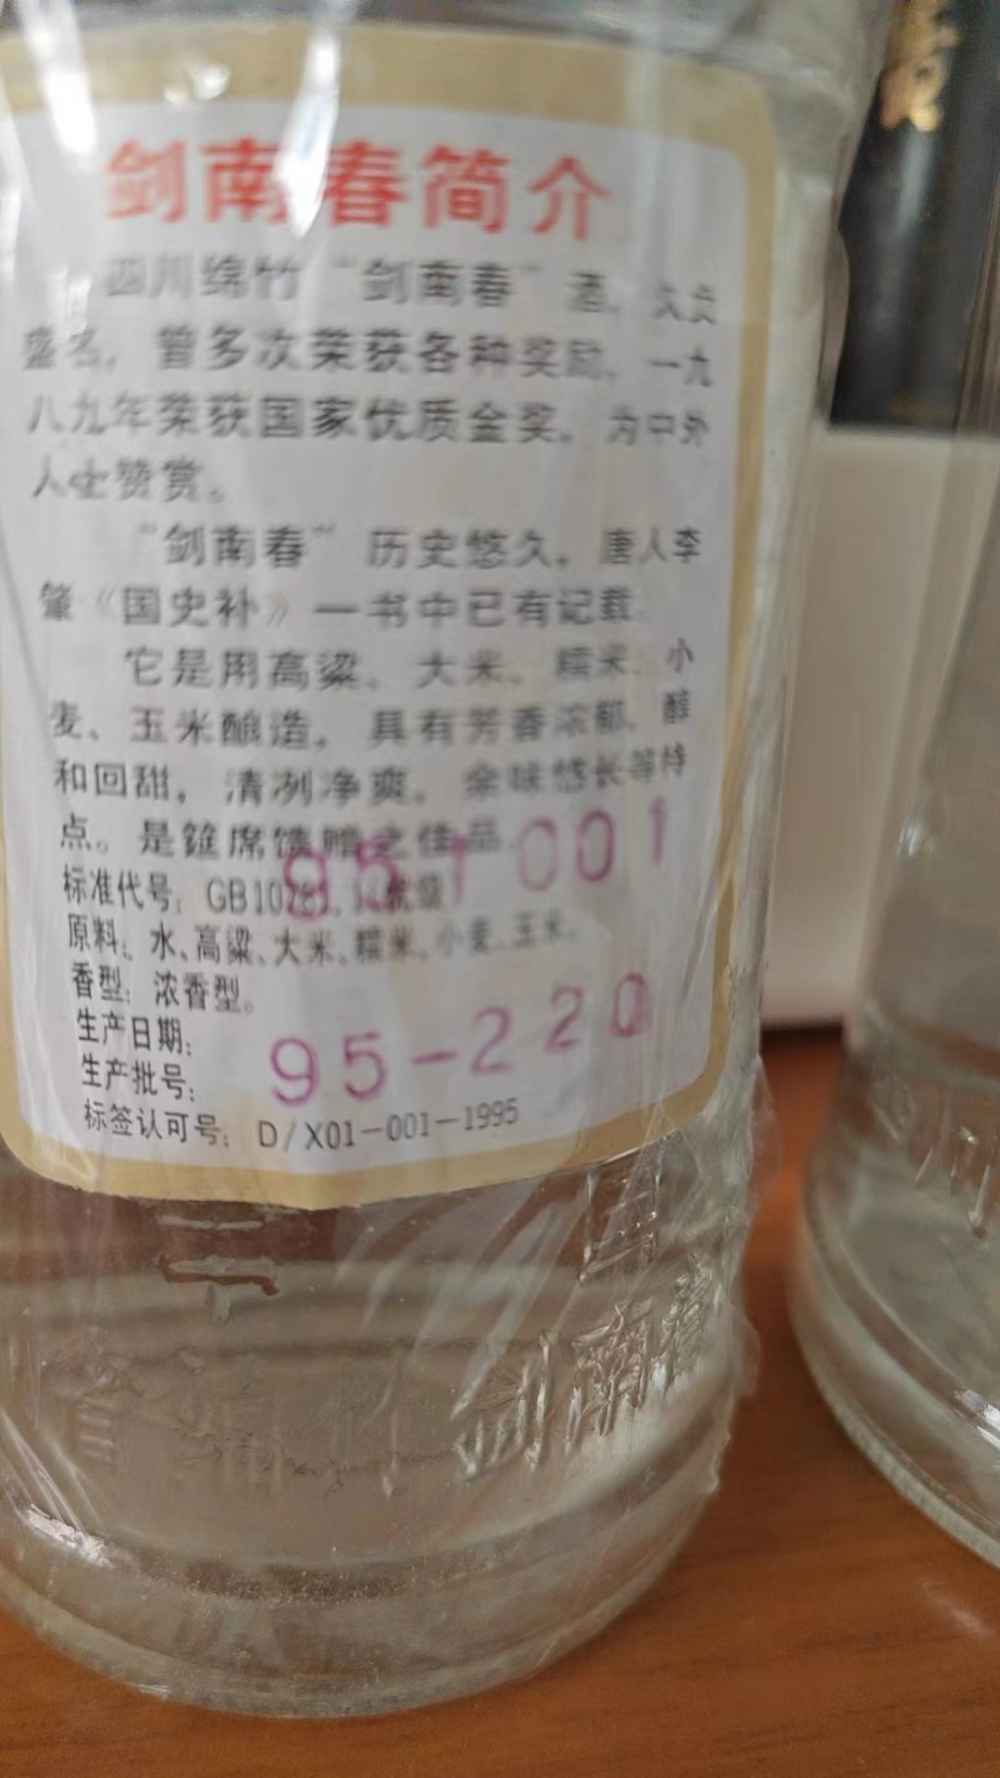 剑南春简介
四川绵竹“剑南春”酒，久负
盛名，曾多次荣获各种奖励，一九
八九年荣获国家优质金奖。为中外
人士赞赏。
“剑南春”历史悠久。唐人李
肇《国史补》一书中已有记载.
它是用高粱、大米、糯米、小
麦、玉米酿造。具有芳香浓郁、醇
和回甜，清冽净爽，余味悠长等特
点。是筵席馈赠之佳品.
951001
标准代号：GB10781.1优级
原料：水、高粱、大米、糯米、小麦、玉米、
香型：浓香型。
生产日期：
95-220
生产批号：
标签认可号：D/X01-001-1995
剑南春